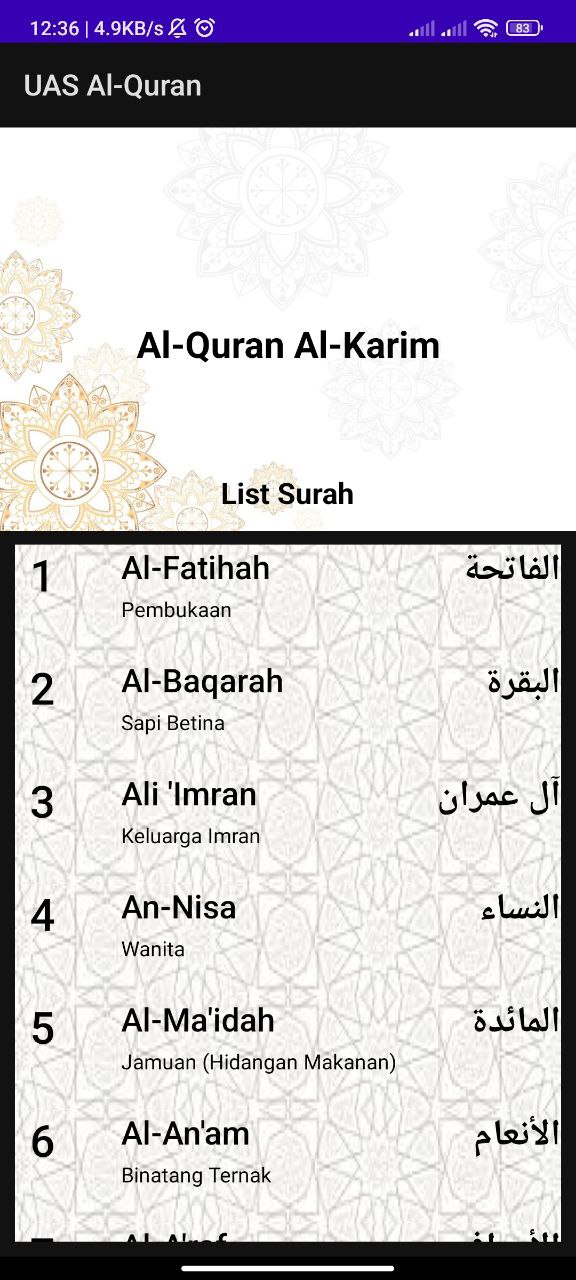 12:36 | 4.9KB/s 83
UAS Al-Quran
Al-Quran Al-Karim
List Surah
1 Al-Fatihah الفاتحة
Pembukaan
2 Al-Baqarah البقرة
Sapi Betina
3 Ali 'Imran آل عمران
Keluarga Imran
4 An-Nisa النساء
Wanita
5 Al-Ma'idah المائدة
Jamuan (Hidangan Makanan)
6 Al-An'am الأنعام
Binatang Ternak